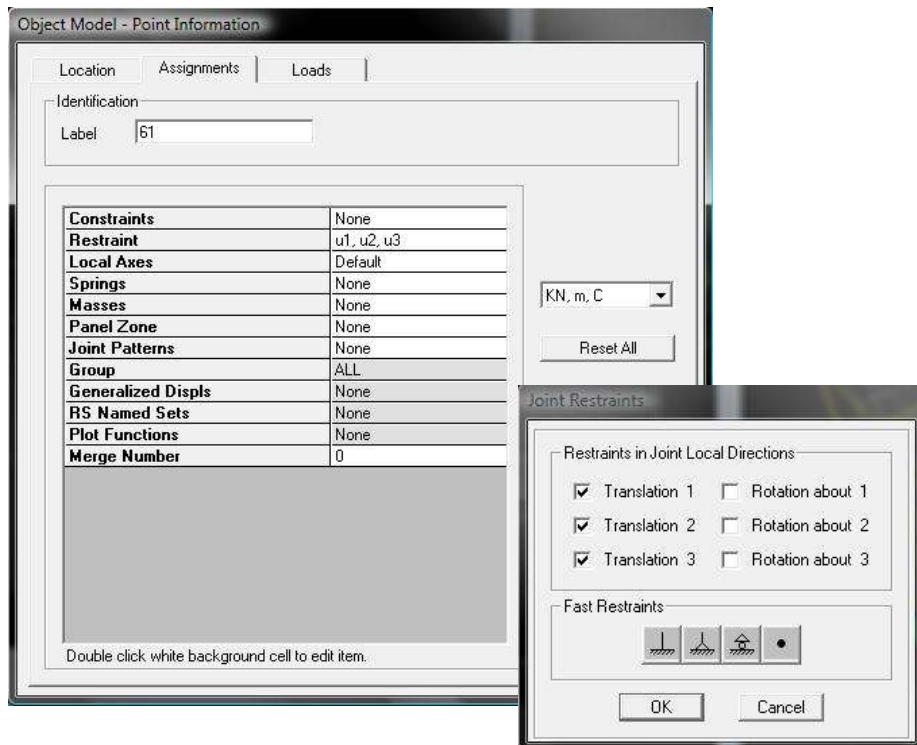 Object Model - Point Information
Location Assignments Loads
Identification
Label 61
Constraints None
Restraint u1, u2, u3
Local Axes Default
Springs None
Masses None
Panel Zone None
Joint Patterns None
Group ALL
Generalized Displs None
RS Named Sets None
Plot Functions None
Merge Number 0
KN, m, C
Reset All
Double click white background cell to edit item.
Joint Restraints
Restraints in Joint Local Directions
Translation 1 Rotation about 1
Translation 2 Rotation about 2
Translation 3 Rotation about 3
Fast Restraints
OK Cancel